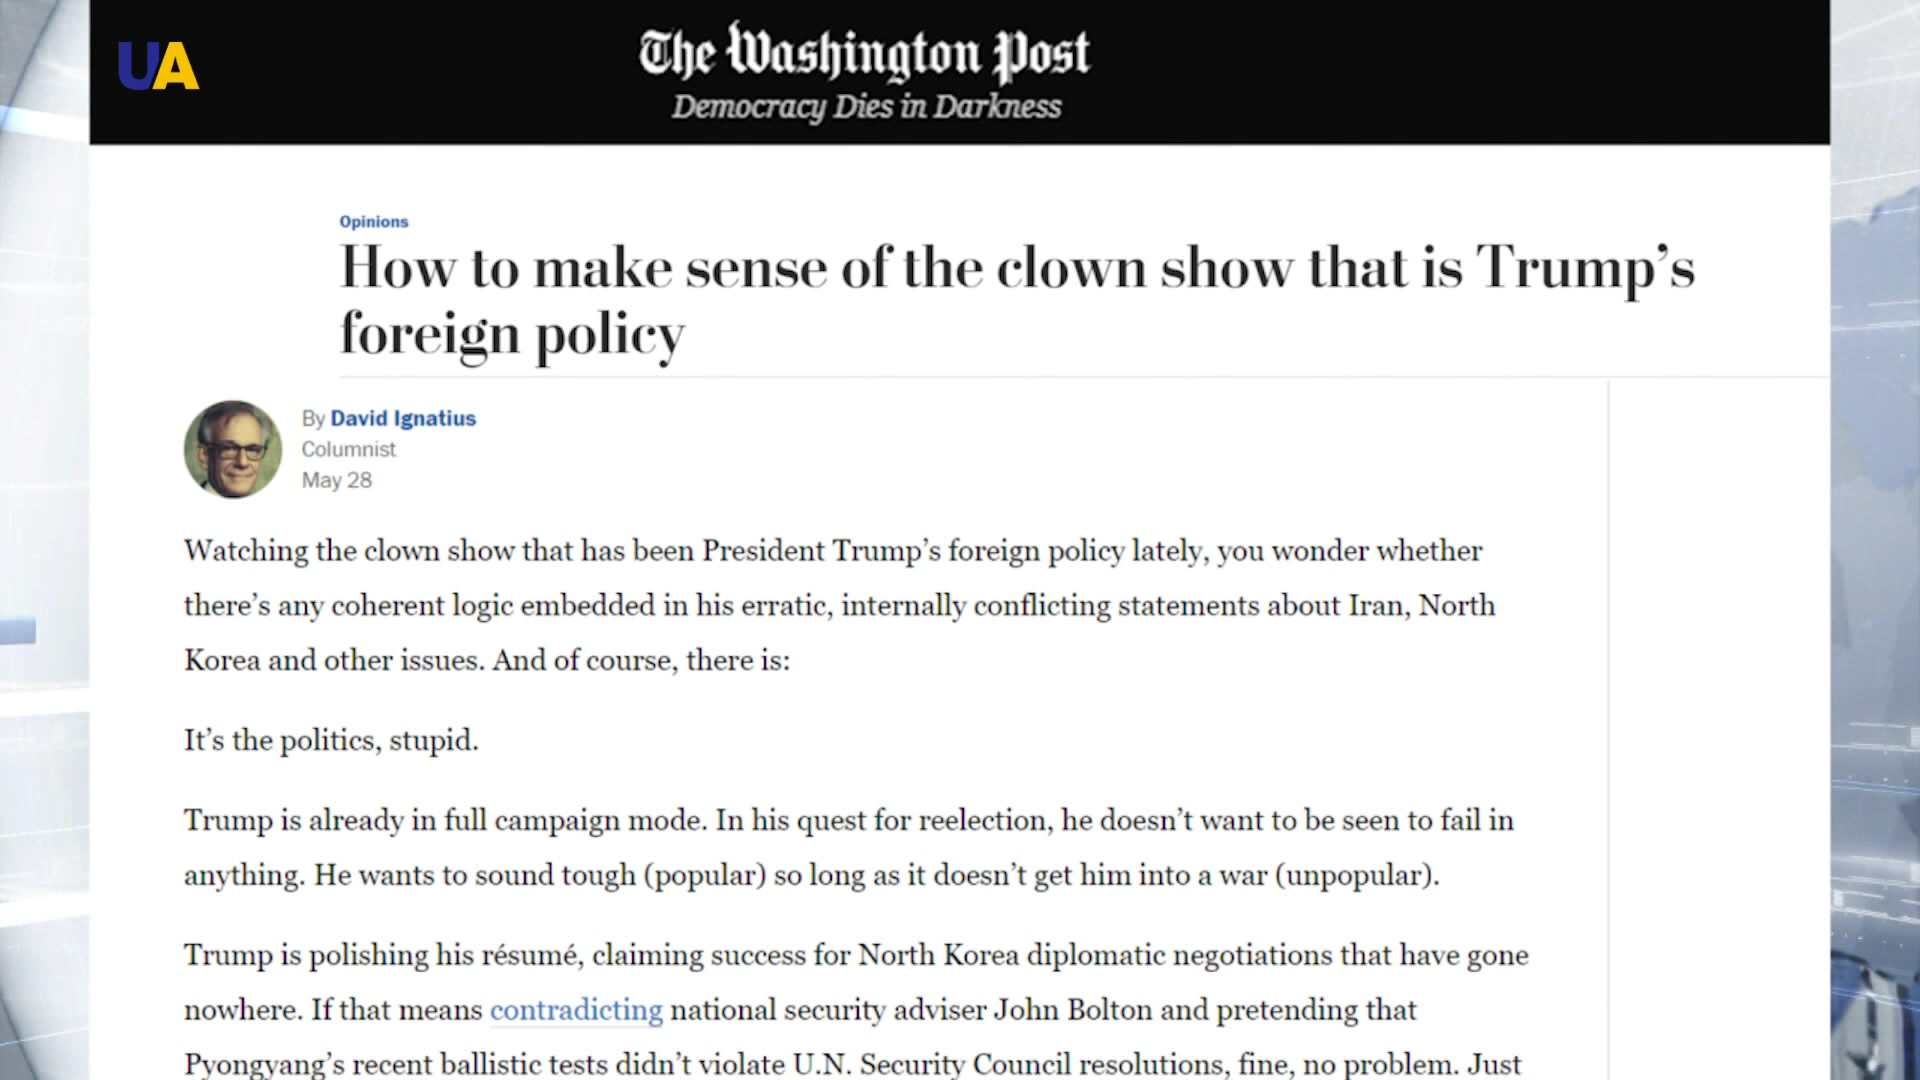 UA
The Washington Post
Democracy Dies in Darkness
Opinions
How to make sense of the clown show that is Trump’s
foreign policy
By David Ignatius
Columnist
May 28
Watching the clown show that has been President Trump’s foreign policy lately, you wonder whether
there’s any coherent logic embedded in his erratic, internally conflicting statements about Iran, North
Korea and other issues. And of course, there is:
It’s the politics, stupid.
Trump is already in full campaign mode. In his quest for reelection, he doesn’t want to be seen to fail in
anything. He wants to sound tough (popular) so long as it doesn’t get him into a war (unpopular).
Trump is polishing his résumé, claiming success for North Korea diplomatic negotiations that have gone
nowhere. If that means contradicting national security adviser John Bolton and pretending that
Pyongyang’s recent ballistic tests didn’t violate U.N. Security Council resolutions, fine, no problem. Just